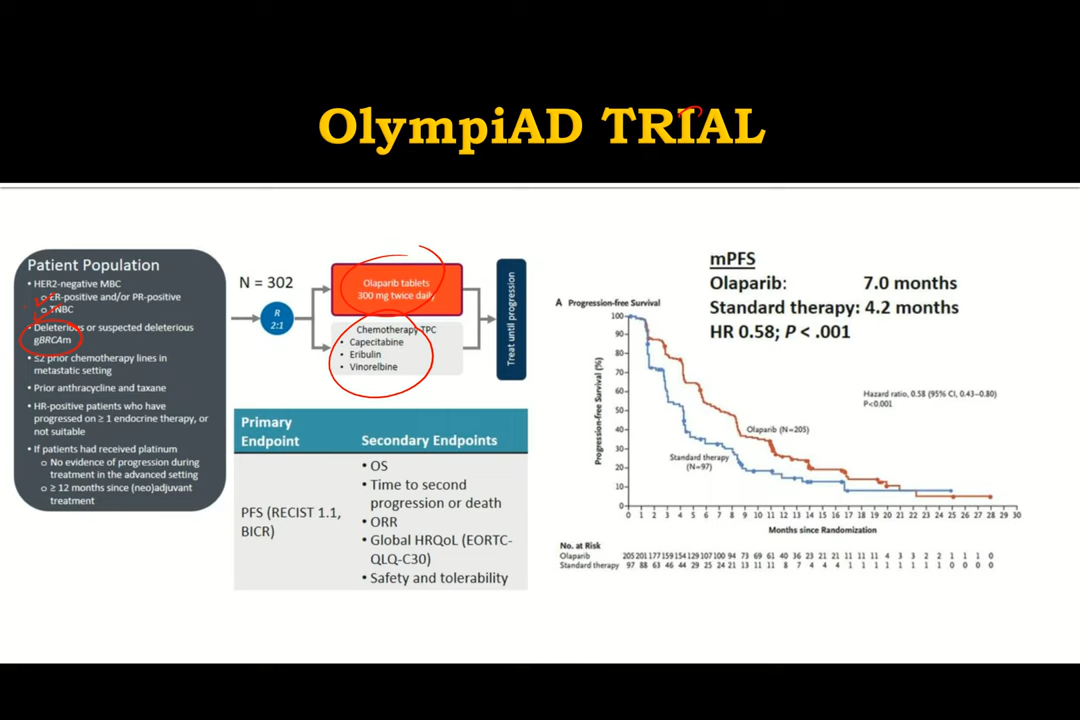 OlympiAD TRIAL
Patient Population
• HER2-negative MBC
o ER-positive and/or PR-positive
o TNBC
• Deleterious or suspected deleterious
gBRCAm
• ≤2 prior chemotherapy lines in
metastatic setting
• Prior anthracycline and taxane
• HR-positive patients who have
progressed on ≥ 1 endocrine therapy, or
not suitable
• If patients had received platinum
o No evidence of progression during
treatment in the advanced setting
o ≥ 12 months since (neo)adjuvant
treatment
N = 302
R
2:1
Olaparib tablets
300 mg twice daily
Chemotherapy TPC
• Capecitabine
• Eribulin
• Vinorelbine
Treat until progression
Primary
Endpoint
Secondary Endpoints
PFS (RECIST 1.1,
BICR)
• OS
• Time to second
progression or death
• ORR
• Global HRQoL (EORTC-
QLQ-C30)
• Safety and tolerability
mPFS
Olaparib: 7.0 months
Standard therapy: 4.2 months
HR 0.58; P < .001
A Progression-free Survival
Progression-free Survival (%)
100
90
80
70
60
50
40
30
20
10
0
Hazard ratio, 0.58 (95% CI, 0.43–0.80)
P<0.001
Olaparib (N=205)
Standard therapy
(N=97)
0 1 2 3 4 5 6 7 8 9 10 11 12 13 14 15 16 17 18 19 20 21 22 23 24 25 26 27 28 29 30
Months since Randomization
No. at Risk
Olaparib 205 201 177 159 154 129 107 100 94 73 69 61 40 36 23 21 21 11 11 11 4 3 3 2 2 1 1 1 0
Standard therapy 97 88 63 46 44 29 25 24 21 13 11 11 8 7 4 4 4 1 1 1 1 1 1 1 1 0 0 0 0